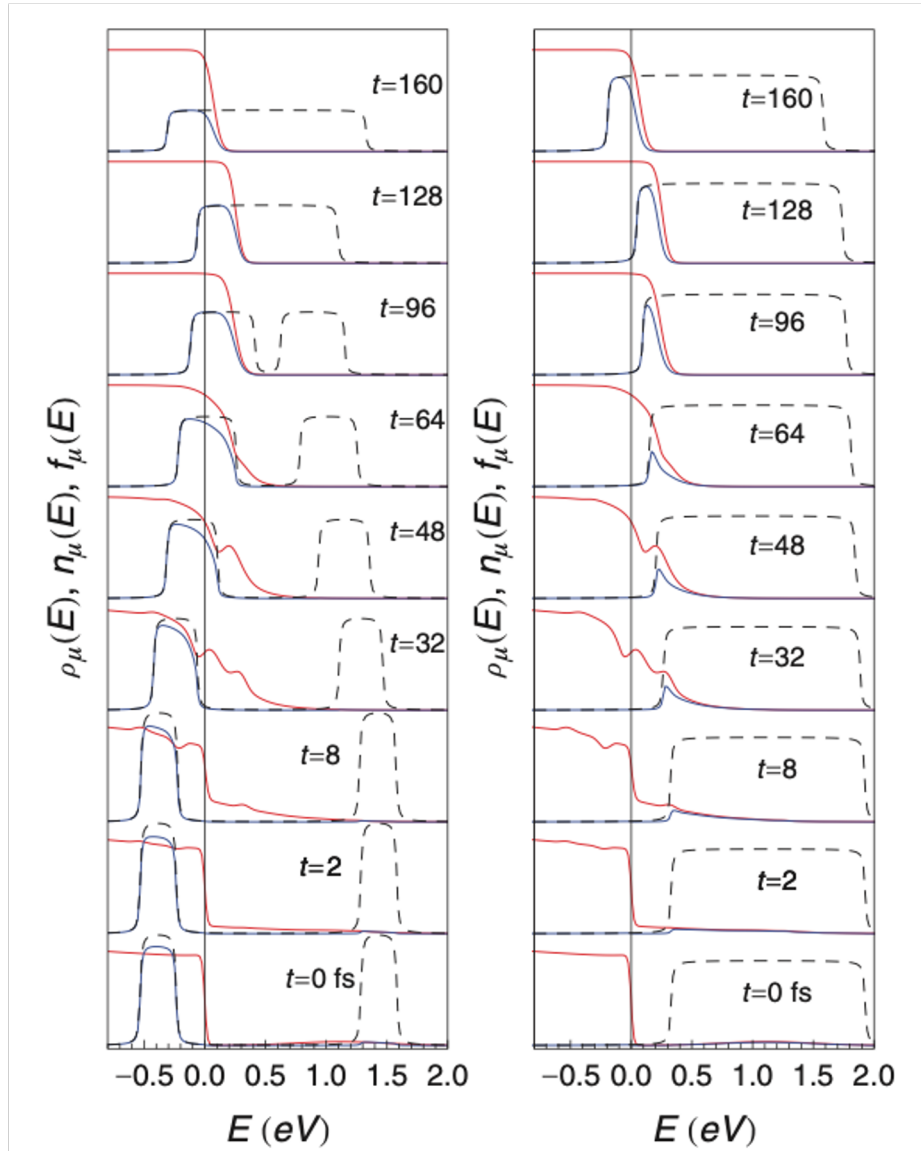 t=160
t=128
t=96
t=64
t=48
t=32
t=8
t=2
t=0 fs
ρμ(E), nμ(E), fμ(E)
−0.5 0.0 0.5 1.0 1.5 2.0
E (eV)
t=160
t=128
t=96
t=64
t=48
t=32
t=8
t=2
t=0 fs
ρμ(E), nμ(E), fμ(E)
−0.5 0.0 0.5 1.0 1.5 2.0
E (eV)